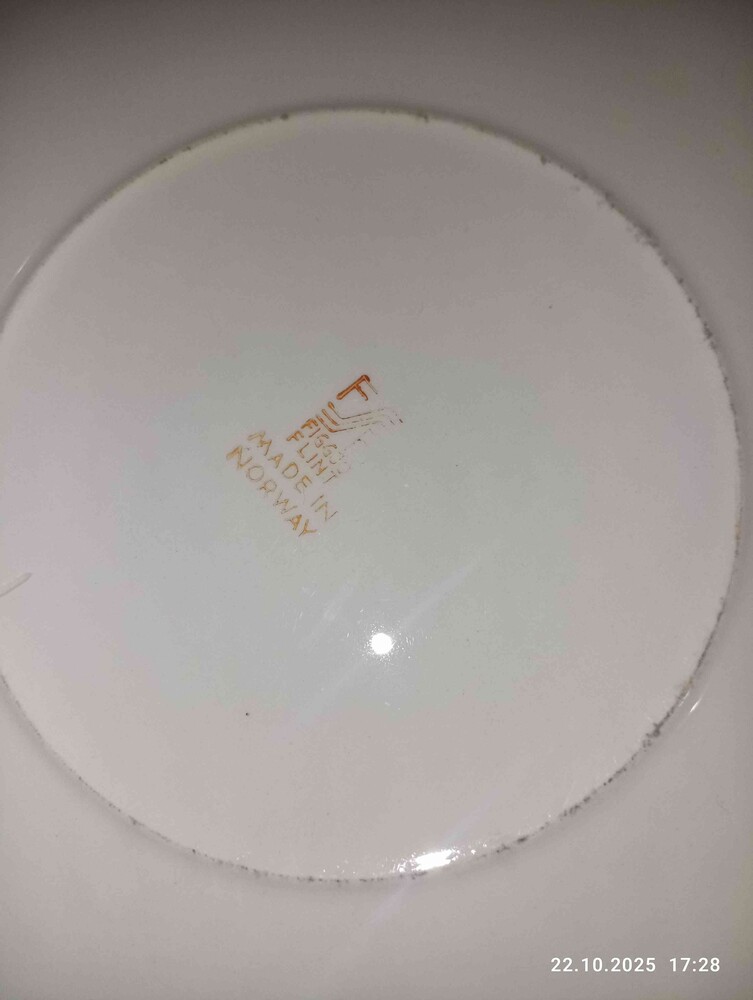 F
FIGGJO
FLINT
MADE IN
NORWAY
22.10.2025 17:28